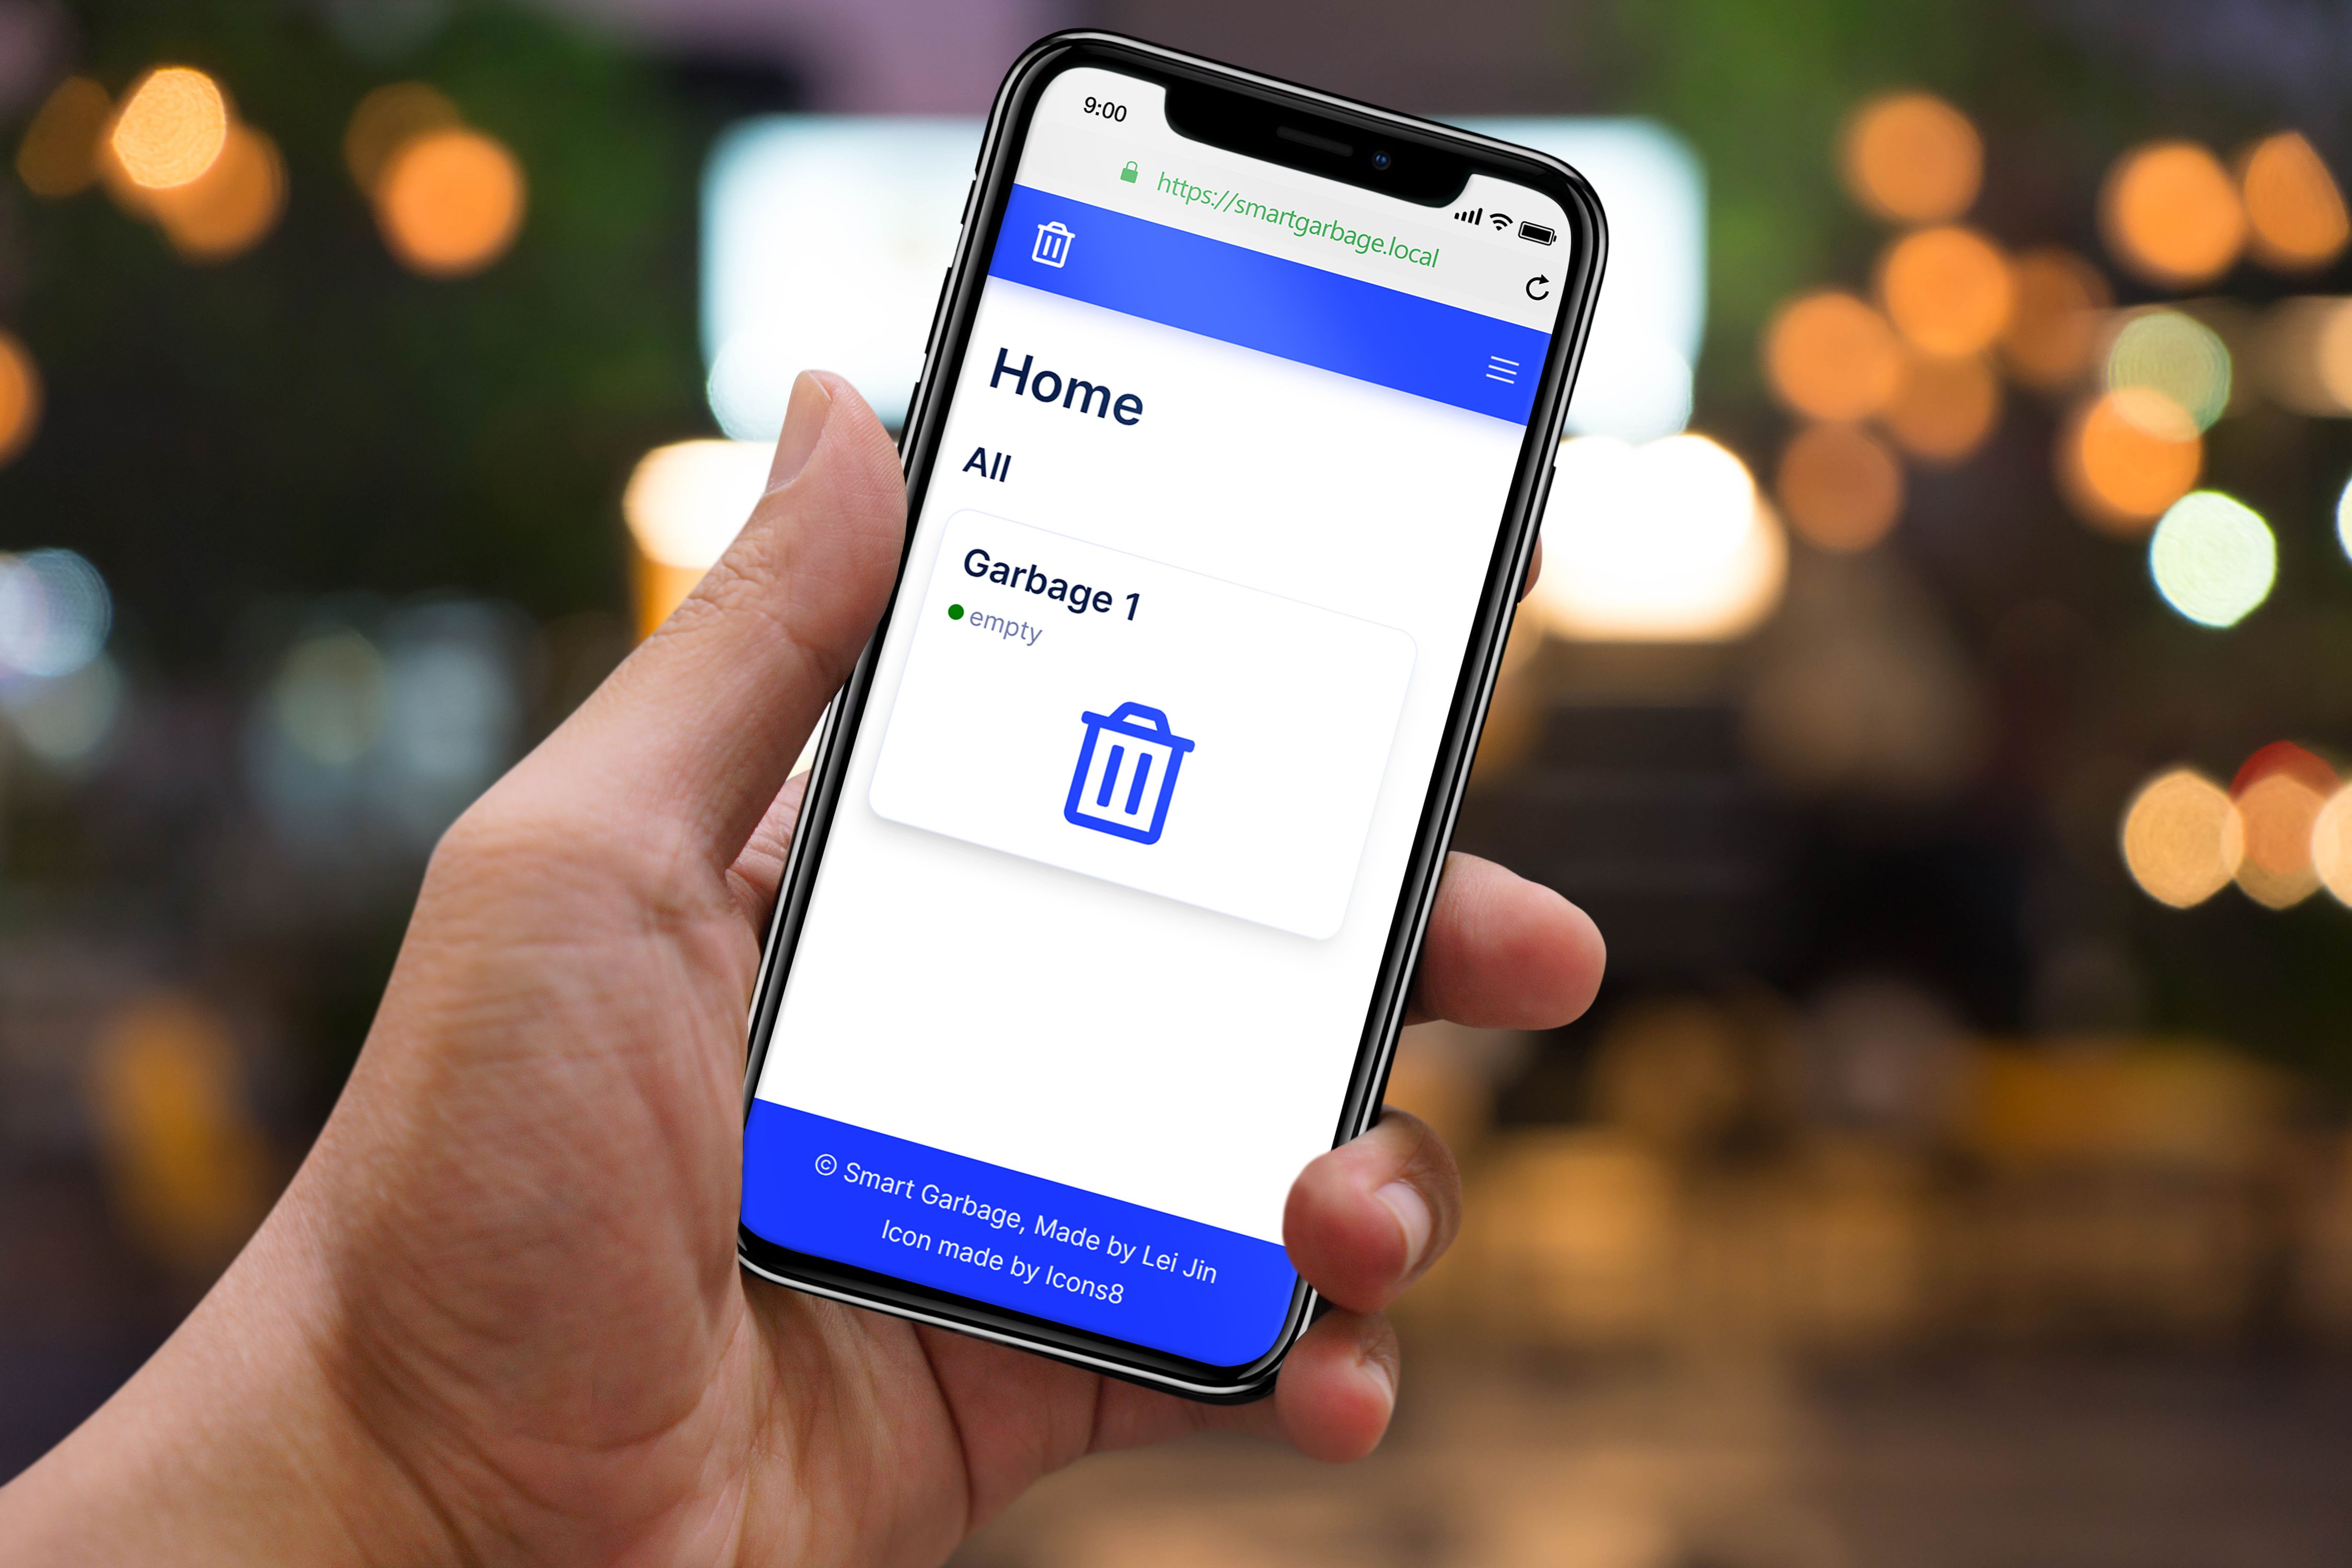 9:00
https://smartgarbage.local
Home
All
Garbage 1
empty
© Smart Garbage, Made by Lei Jin
Icon made by Icons8